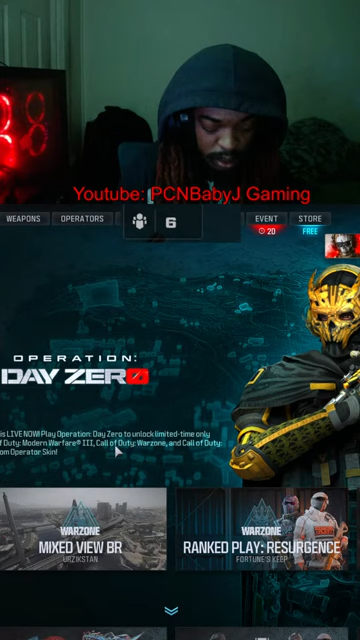 Youtube: PCNBabyJ Gaming
WEAPONS
OPERATORS
6
EVENT
STORE
2D
FREE
OPERATION:
DAY ZERO
is LIVE NOW! Play Operation: Day Zero to unlock limited-time only
f Duty: Modern Warfare® III, Call of Duty: Warzone, and Call of Duty:
om Operator Skin!
WARZONE
MIXED VIEW BR
URZIKSTAN
WARZONE
RANKED PLAY: RESURGENCE
FORTUNE'S KEEP